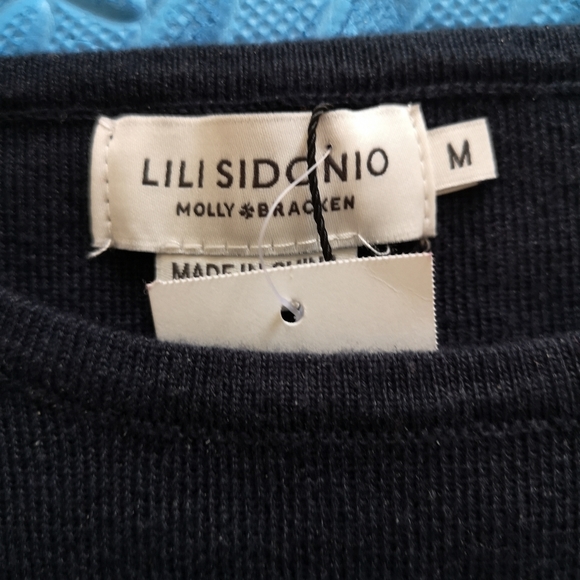 LILI SIDONIO
MOLLY BRACKEN
M
MADE IN